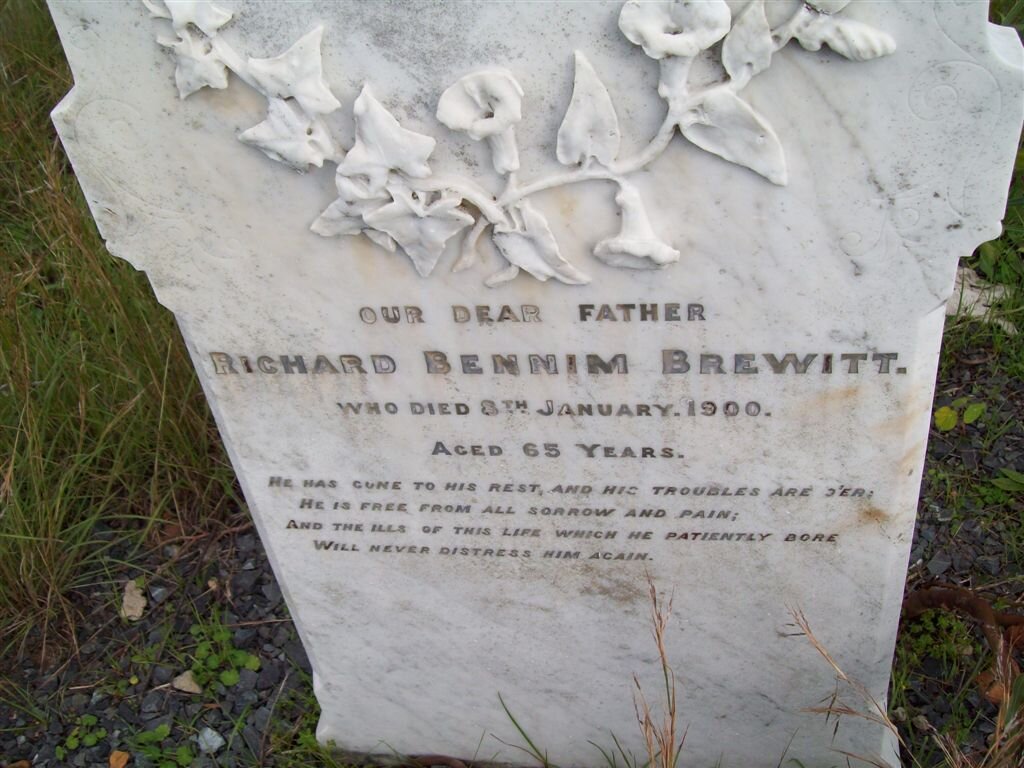 OUR DEAR FATHER
RICHARD BENNIM BREWITT.
WHO DIED 8TH JANUARY. 1900.
AGED 65 YEARS.
HE HAS GONE TO HIS REST, AND HIS TROUBLES ARE O'ER;
HE IS FREE FROM ALL SORROW AND PAIN;
AND THE ILLS OF THIS LIFE WHICH HE PATIENTLY BORE
WILL NEVER DISTRESS HIM AGAIN.